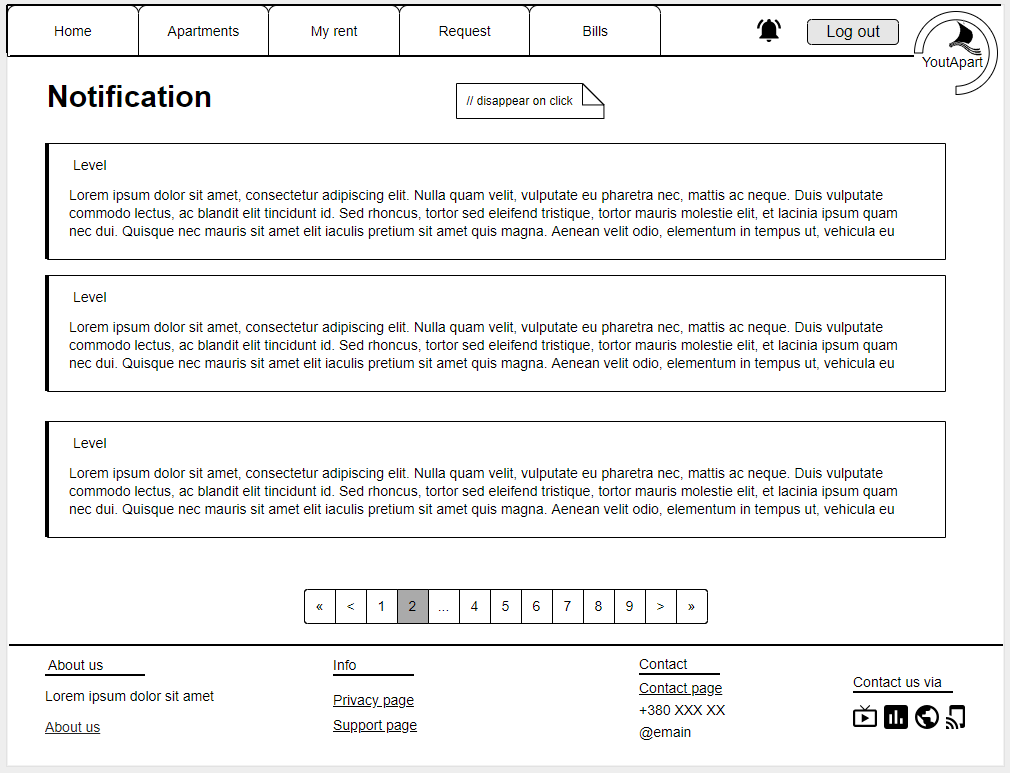 Home Apartments My rent Request Bills Log out
YoutApart
Notification
// disappear on click
Level
Lorem ipsum dolor sit amet, consectetur adipiscing elit. Nulla quam velit, vulputate eu pharetra nec, mattis ac neque. Duis vulputate
commodo lectus, ac blandit elit tincidunt id. Sed rhoncus, tortor sed eleifend tristique, tortor mauris molestie elit, et lacinia ipsum quam
nec dui. Quisque nec mauris sit amet elit iaculis pretium sit amet quis magna. Aenean velit odio, elementum in tempus ut, vehicula eu
Level
Lorem ipsum dolor sit amet, consectetur adipiscing elit. Nulla quam velit, vulputate eu pharetra nec, mattis ac neque. Duis vulputate
commodo lectus, ac blandit elit tincidunt id. Sed rhoncus, tortor sed eleifend tristique, tortor mauris molestie elit, et lacinia ipsum quam
nec dui. Quisque nec mauris sit amet elit iaculis pretium sit amet quis magna. Aenean velit odio, elementum in tempus ut, vehicula eu
Level
Lorem ipsum dolor sit amet, consectetur adipiscing elit. Nulla quam velit, vulputate eu pharetra nec, mattis ac neque. Duis vulputate
commodo lectus, ac blandit elit tincidunt id. Sed rhoncus, tortor sed eleifend tristique, tortor mauris molestie elit, et lacinia ipsum quam
nec dui. Quisque nec mauris sit amet elit iaculis pretium sit amet quis magna. Aenean velit odio, elementum in tempus ut, vehicula eu
« < 1 2 ... 4 5 6 7 8 9 > »
About us
Lorem ipsum dolor sit amet
About us
Info
Privacy page
Support page
Contact
Contact page
+380 XXX XX
@emain
Contact us via